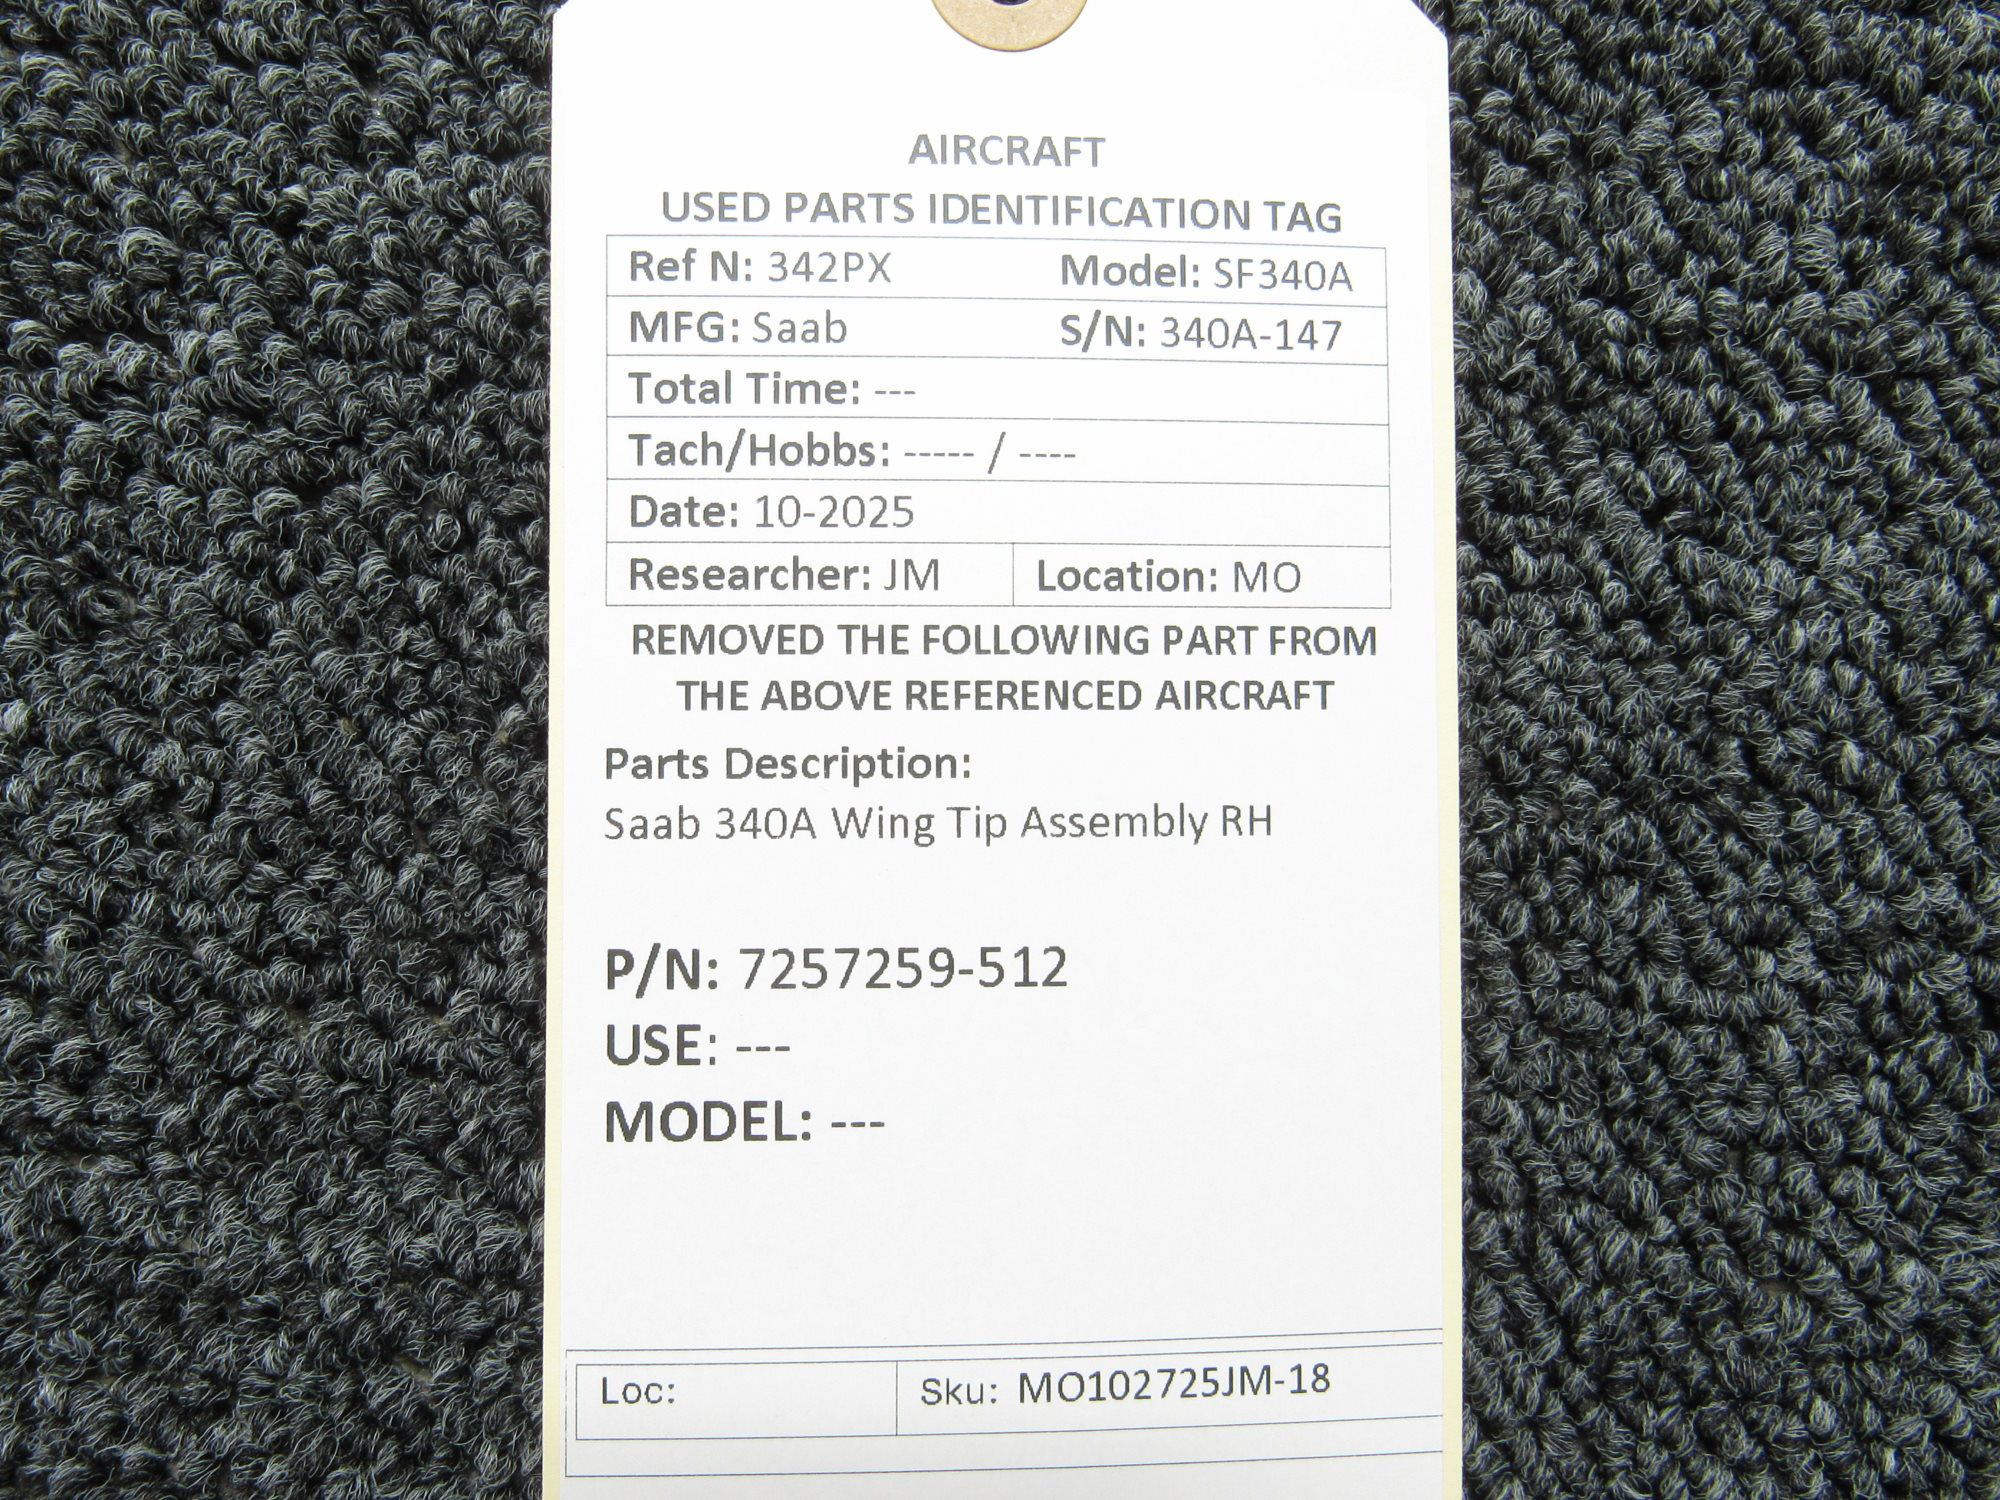 AIRCRAFT
USED PARTS IDENTIFICATION TAG
Ref N: 342PX Model: SF340A
MFG: Saab S/N: 340A-147
Total Time: ---
Tach/Hobbs: ----- / ----
Date: 10-2025
Researcher: JM Location: MO
REMOVED THE FOLLOWING PART FROM
THE ABOVE REFERENCED AIRCRAFT
Parts Description:
Saab 340A Wing Tip Assembly RH
P/N: 7257259-512
USE: ---
MODEL: ---
Loc: Sku: MO102725JM-18